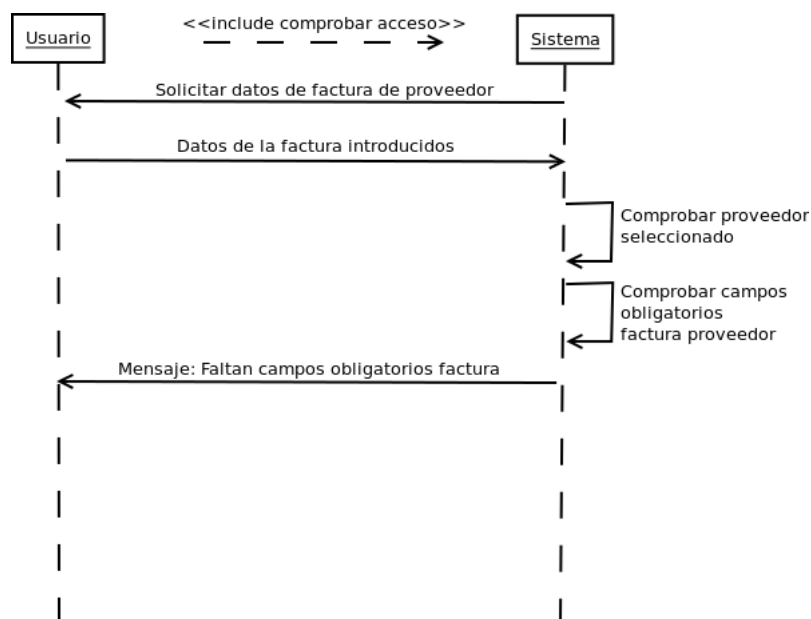 Usuario
<<include comprobar acceso>>
Sistema
Solicitar datos de factura de proveedor
Datos de la factura introducidos
Comprobar proveedor
seleccionado
Comprobar campos
obligatorios
factura proveedor
Mensaje: Faltan campos obligatorios factura